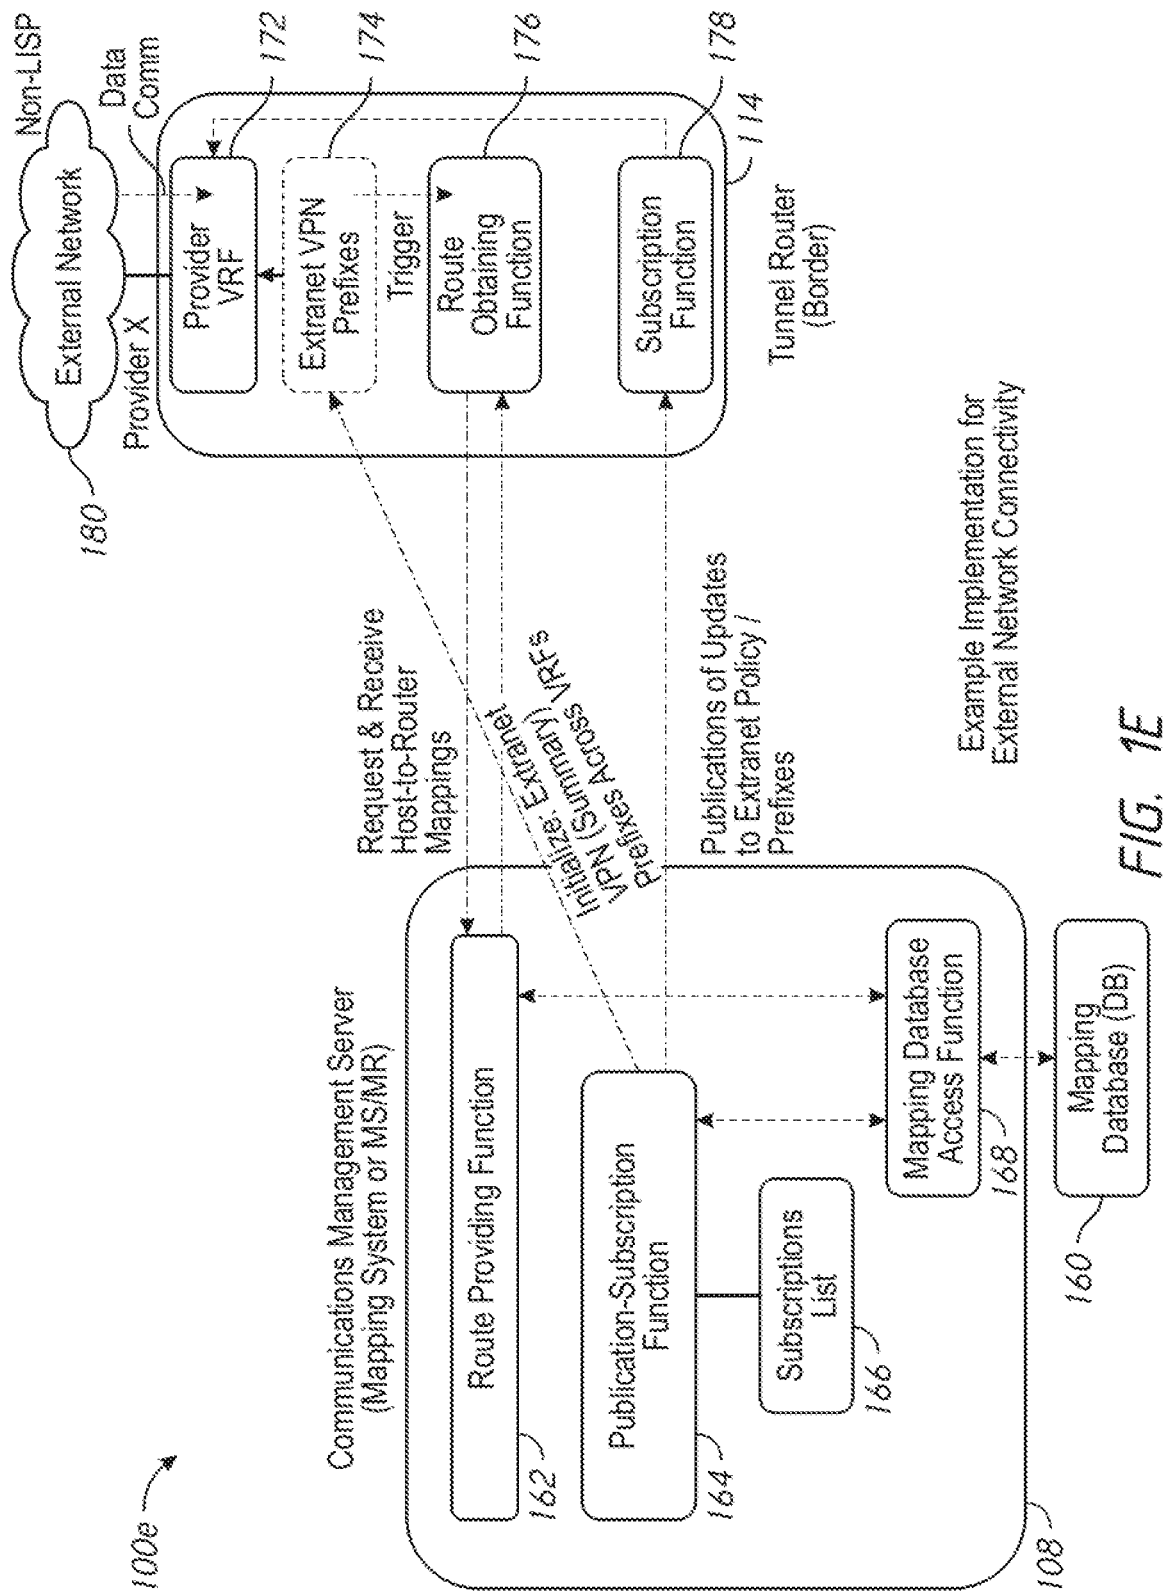 100e
Communications Management Server
(Mapping System or MS/MR)
Route Providing Function
162
Publication-Subscription
Function
164
Subscriptions
List
166
Mapping Database
Access Function
168
108
Mapping
Database (DB)
160
Request & Receive
Host-to-Router
Mappings
Initialize: Extranet
VPN (Summary)
Prefixes Across VRFs
Publications of Updates
to Extranet Policy /
Prefixes
180
External Network
Non-LISP
Provider X
Data
Comm
Provider
VRF
172
Extranet VPN
Prefixes
174
Trigger
Route
Obtaining
Function
176
Subscription
Function
178
114
Tunnel Router
(Border)
Example Implementation for
External Network Connectivity
FIG. 1E